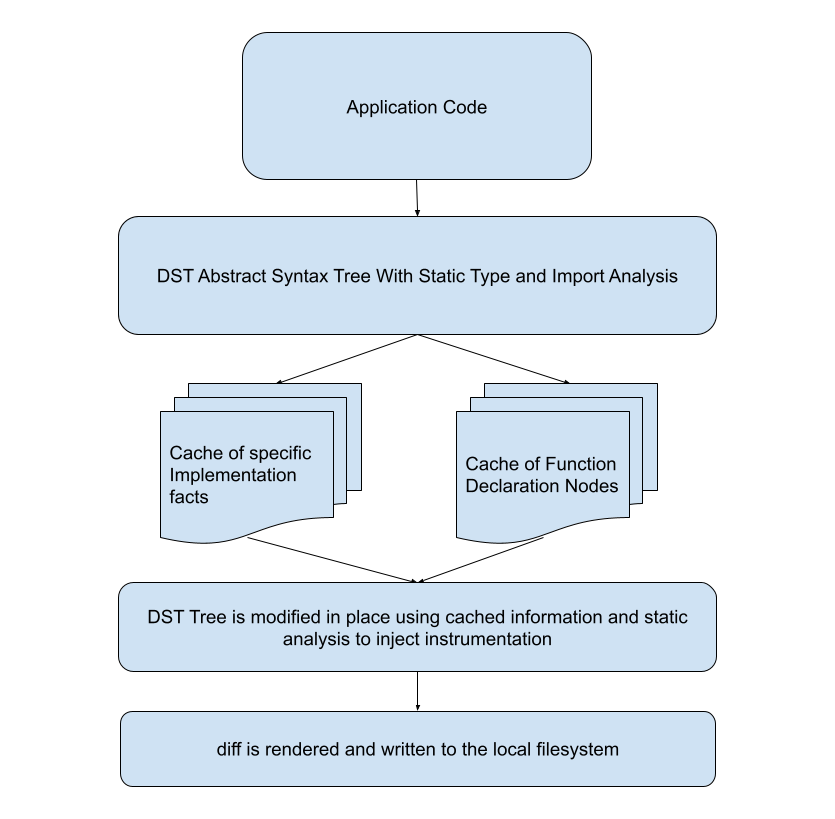 Application Code
DST Abstract Syntax Tree With Static Type and Import Analysis
Cache of specific
Implementation
facts
Cache of Function
Declaration Nodes
DST Tree is modified in place using cached information and static
analysis to inject instrumentation
diff is rendered and written to the local filesystem